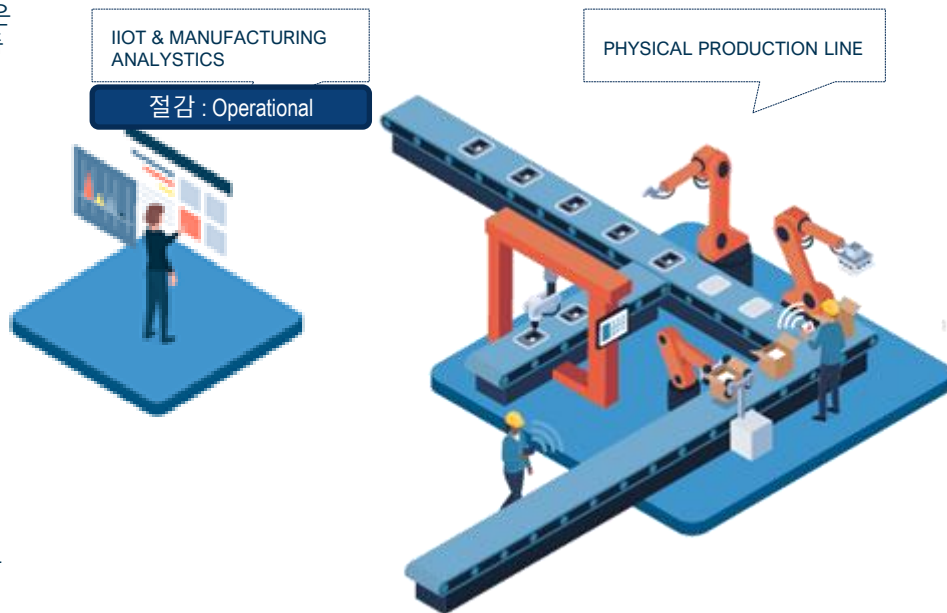 IIOT & MANUFACTURING
ANALYSTICS
절감 : Operational
PHYSICAL PRODUCTION LINE